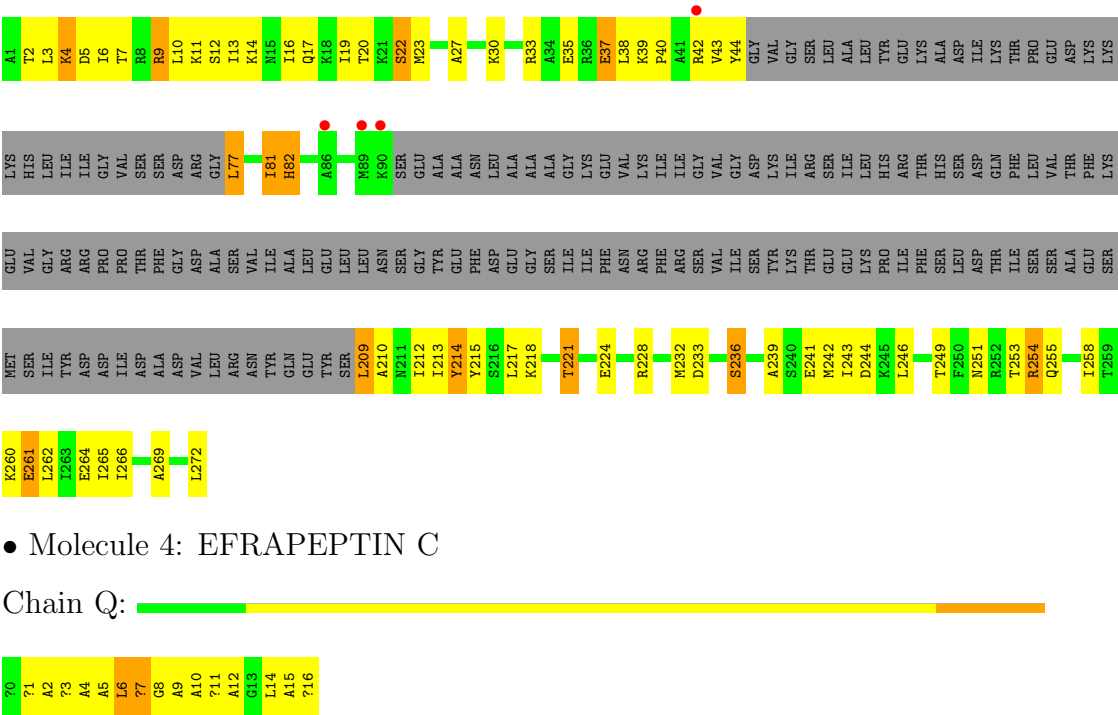 A1 T2 L3 K4 D5 I6 T7 R8 R9 L10 K11 S12 I13 K14 N15 I16 Q17 K18 I19 T20 K21 S22 M23 A27 K30 R33 A34 E35 R36 E37 L38 K39 P40 A41 R42 V43 Y44 GLY VAL GLY SER LEU ALA LEU TYR GLU LYS ALA ASP ILE LYS THR PRO GLU ASP LYS LYS
LYS HIS LEU ILE ILE GLY VAL SER SER ASP ARG GLY L77 I81 H82 A86 M89 K90 SER GLU ALA ALA ASN LEU ALA ALA ALA GLY LYS GLU VAL LYS ILE ILE GLY VAL GLY ASP LYS ILE ARG SER ILE LEU HIS ARG THR HIS SER ASP GLN PHE LEU VAL THR PHE LYS
GLU VAL GLY ARG ARG PRO PRO THR PHE GLY ASP ALA SER VAL ILE ALA LEU GLU LEU LEU ASN SER GLY TYR GLU PHE ASP GLU GLY SER ILE ILE PHE ASN ARG PHE ARG SER VAL ILE SER TYR LYS THR GLU GLU LYS PRO ILE PHE SER LEU ASP THR ILE SER SER ALA GLU SER
MET SER ILE TYR ASP ASP ILE ASP ALA ASP VAL LEU ARG ASN TYR GLN GLU TYR SER L209 A210 N211 I212 I213 Y214 Y215 S216 L217 K218 T221 E224 R228 M232 D233 S236 A239 S240 E241 M242 I243 D244 K245 L246 T249 F250 N251 R252 T253 R254 Q255 I258 T259
K260 E261 L262 I263 E264 I265 I266 A269 L272
• Molecule 4: EFRAPEPTIN C
Chain Q:
?0 ?1 A2 ?3 A4 A5 L6 ?7 G8 A9 A10 ?11 A12 G13 L14 A15 ?16